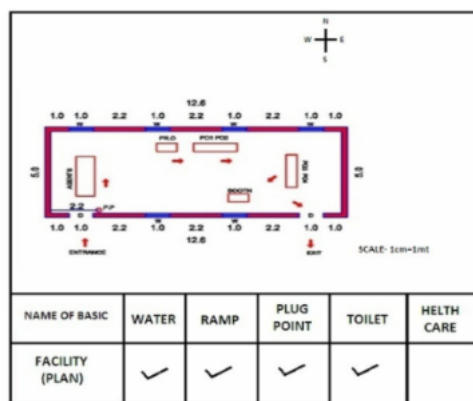 N
W E
S
12.6
1.0 1.0 2.2 1.0 2.2 1.0 2.2 1.0 1.0
W W W W
PR.O PO1 PO2
5.0 5.0
BOOTH
2.2 P.P
D W W D
1.0 1.0 2.2 1.0 2.2 1.0 2.2 1.0 1.0
12.6
ENTRANCE EXIT
SCALE- 1cm=1mt
NAME OF BASIC WATER RAMP PLUG POINT TOILET HELTH CARE
FACILITY (PLAN)